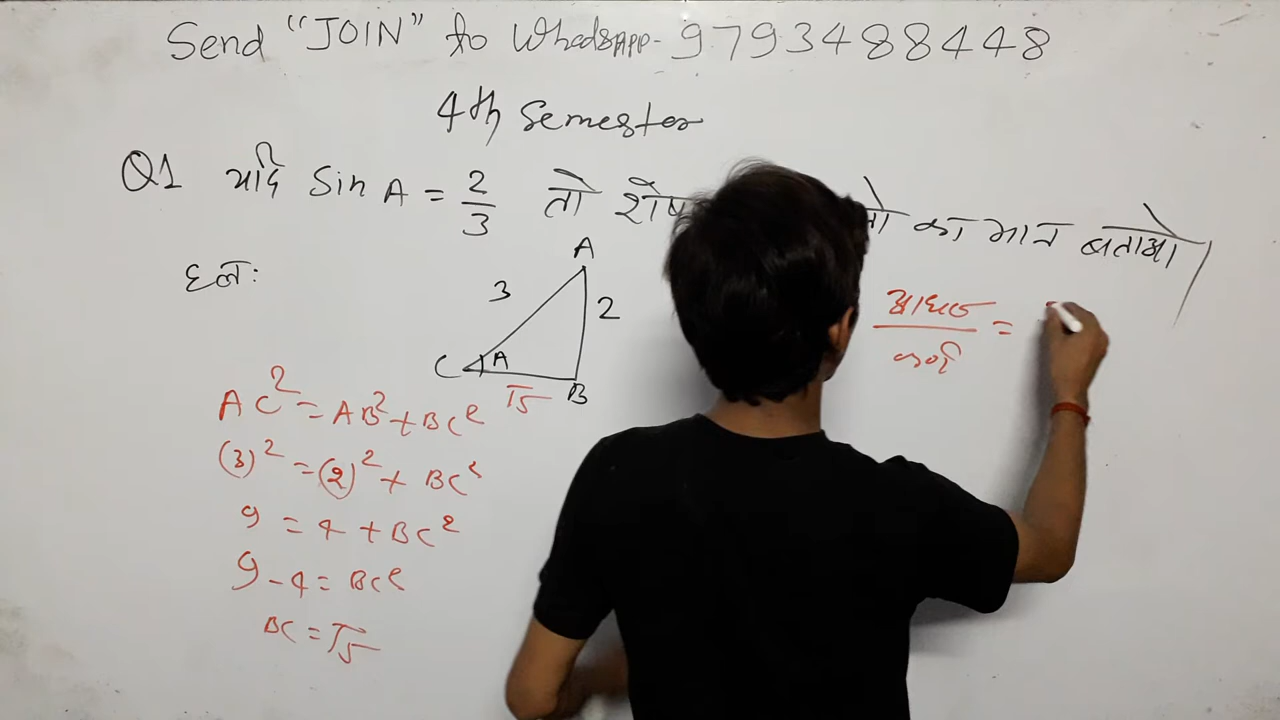 Send "JOIN" to WhatsAPP- 9793488448
4th Semester
Q1 यदि Sin A = 2/3 तो शेष का मान बताओ।
हलः
A
3
2
C
A
√5
B
आधार/कर्ण =
AC² = AB² + BC²
(3)² = (2)² + BC²
9 = 4 + BC²
9 - 4 = BC²
BC = √5